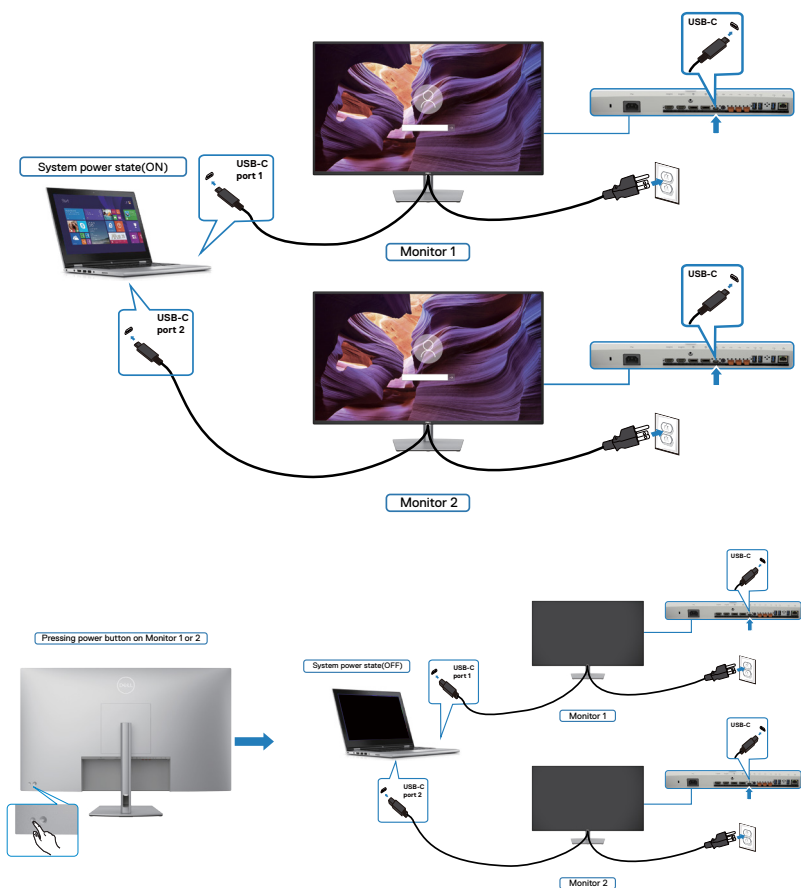 USB-C
System power state(ON)
USB-C
port 1
Monitor 1
USB-C
USB-C
port 2
Monitor 2
USB-C
Pressing power button on Monitor 1 or 2
System power state(OFF)
USB-C
port 1
Monitor 1
USB-C
DELL
USB-C
port 2
Monitor 2